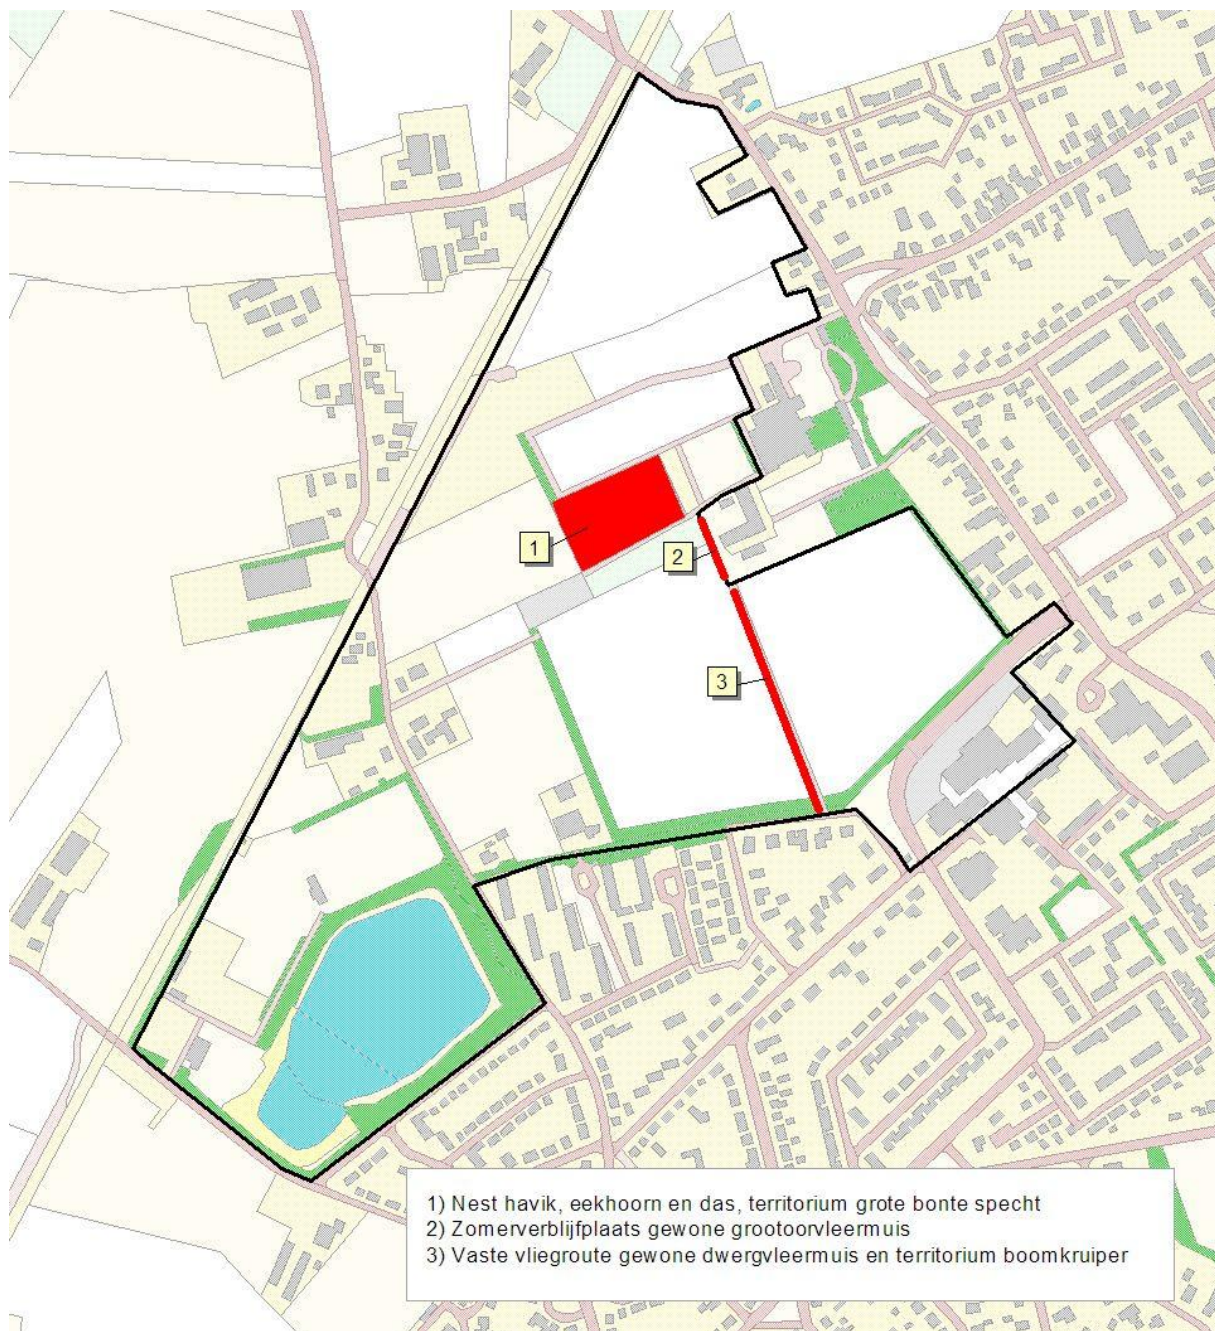 1
2
3
1) Nest havik, eekhoorn en das, territorium grote bonte specht
2) Zomerverblijfplaats gewone grootoorvleermuis
3) Vaste vliegroute gewone dwergvleermuis en territorium boomkruiper